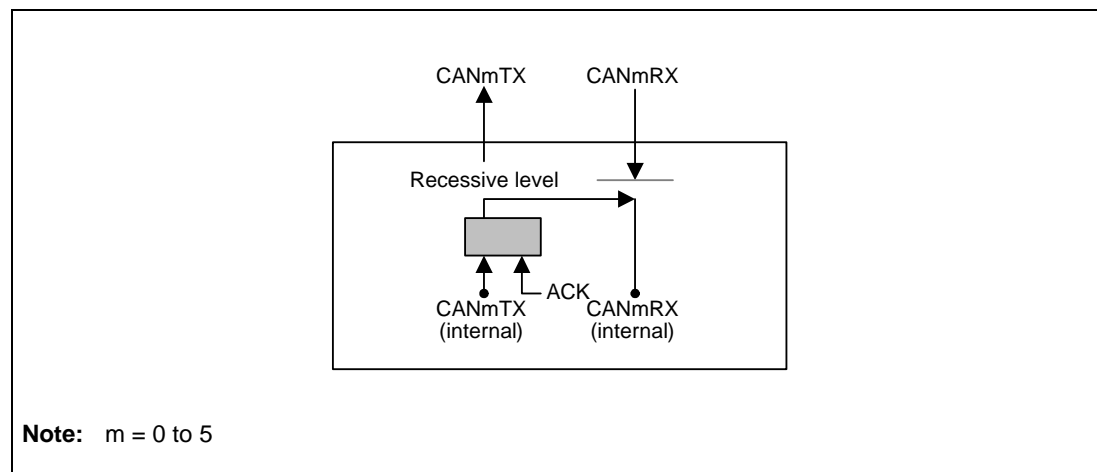 CANmTX CANmRX
Recessive level
ACK
CANmTX
(internal)
CANmRX
(internal)
Note: m = 0 to 5